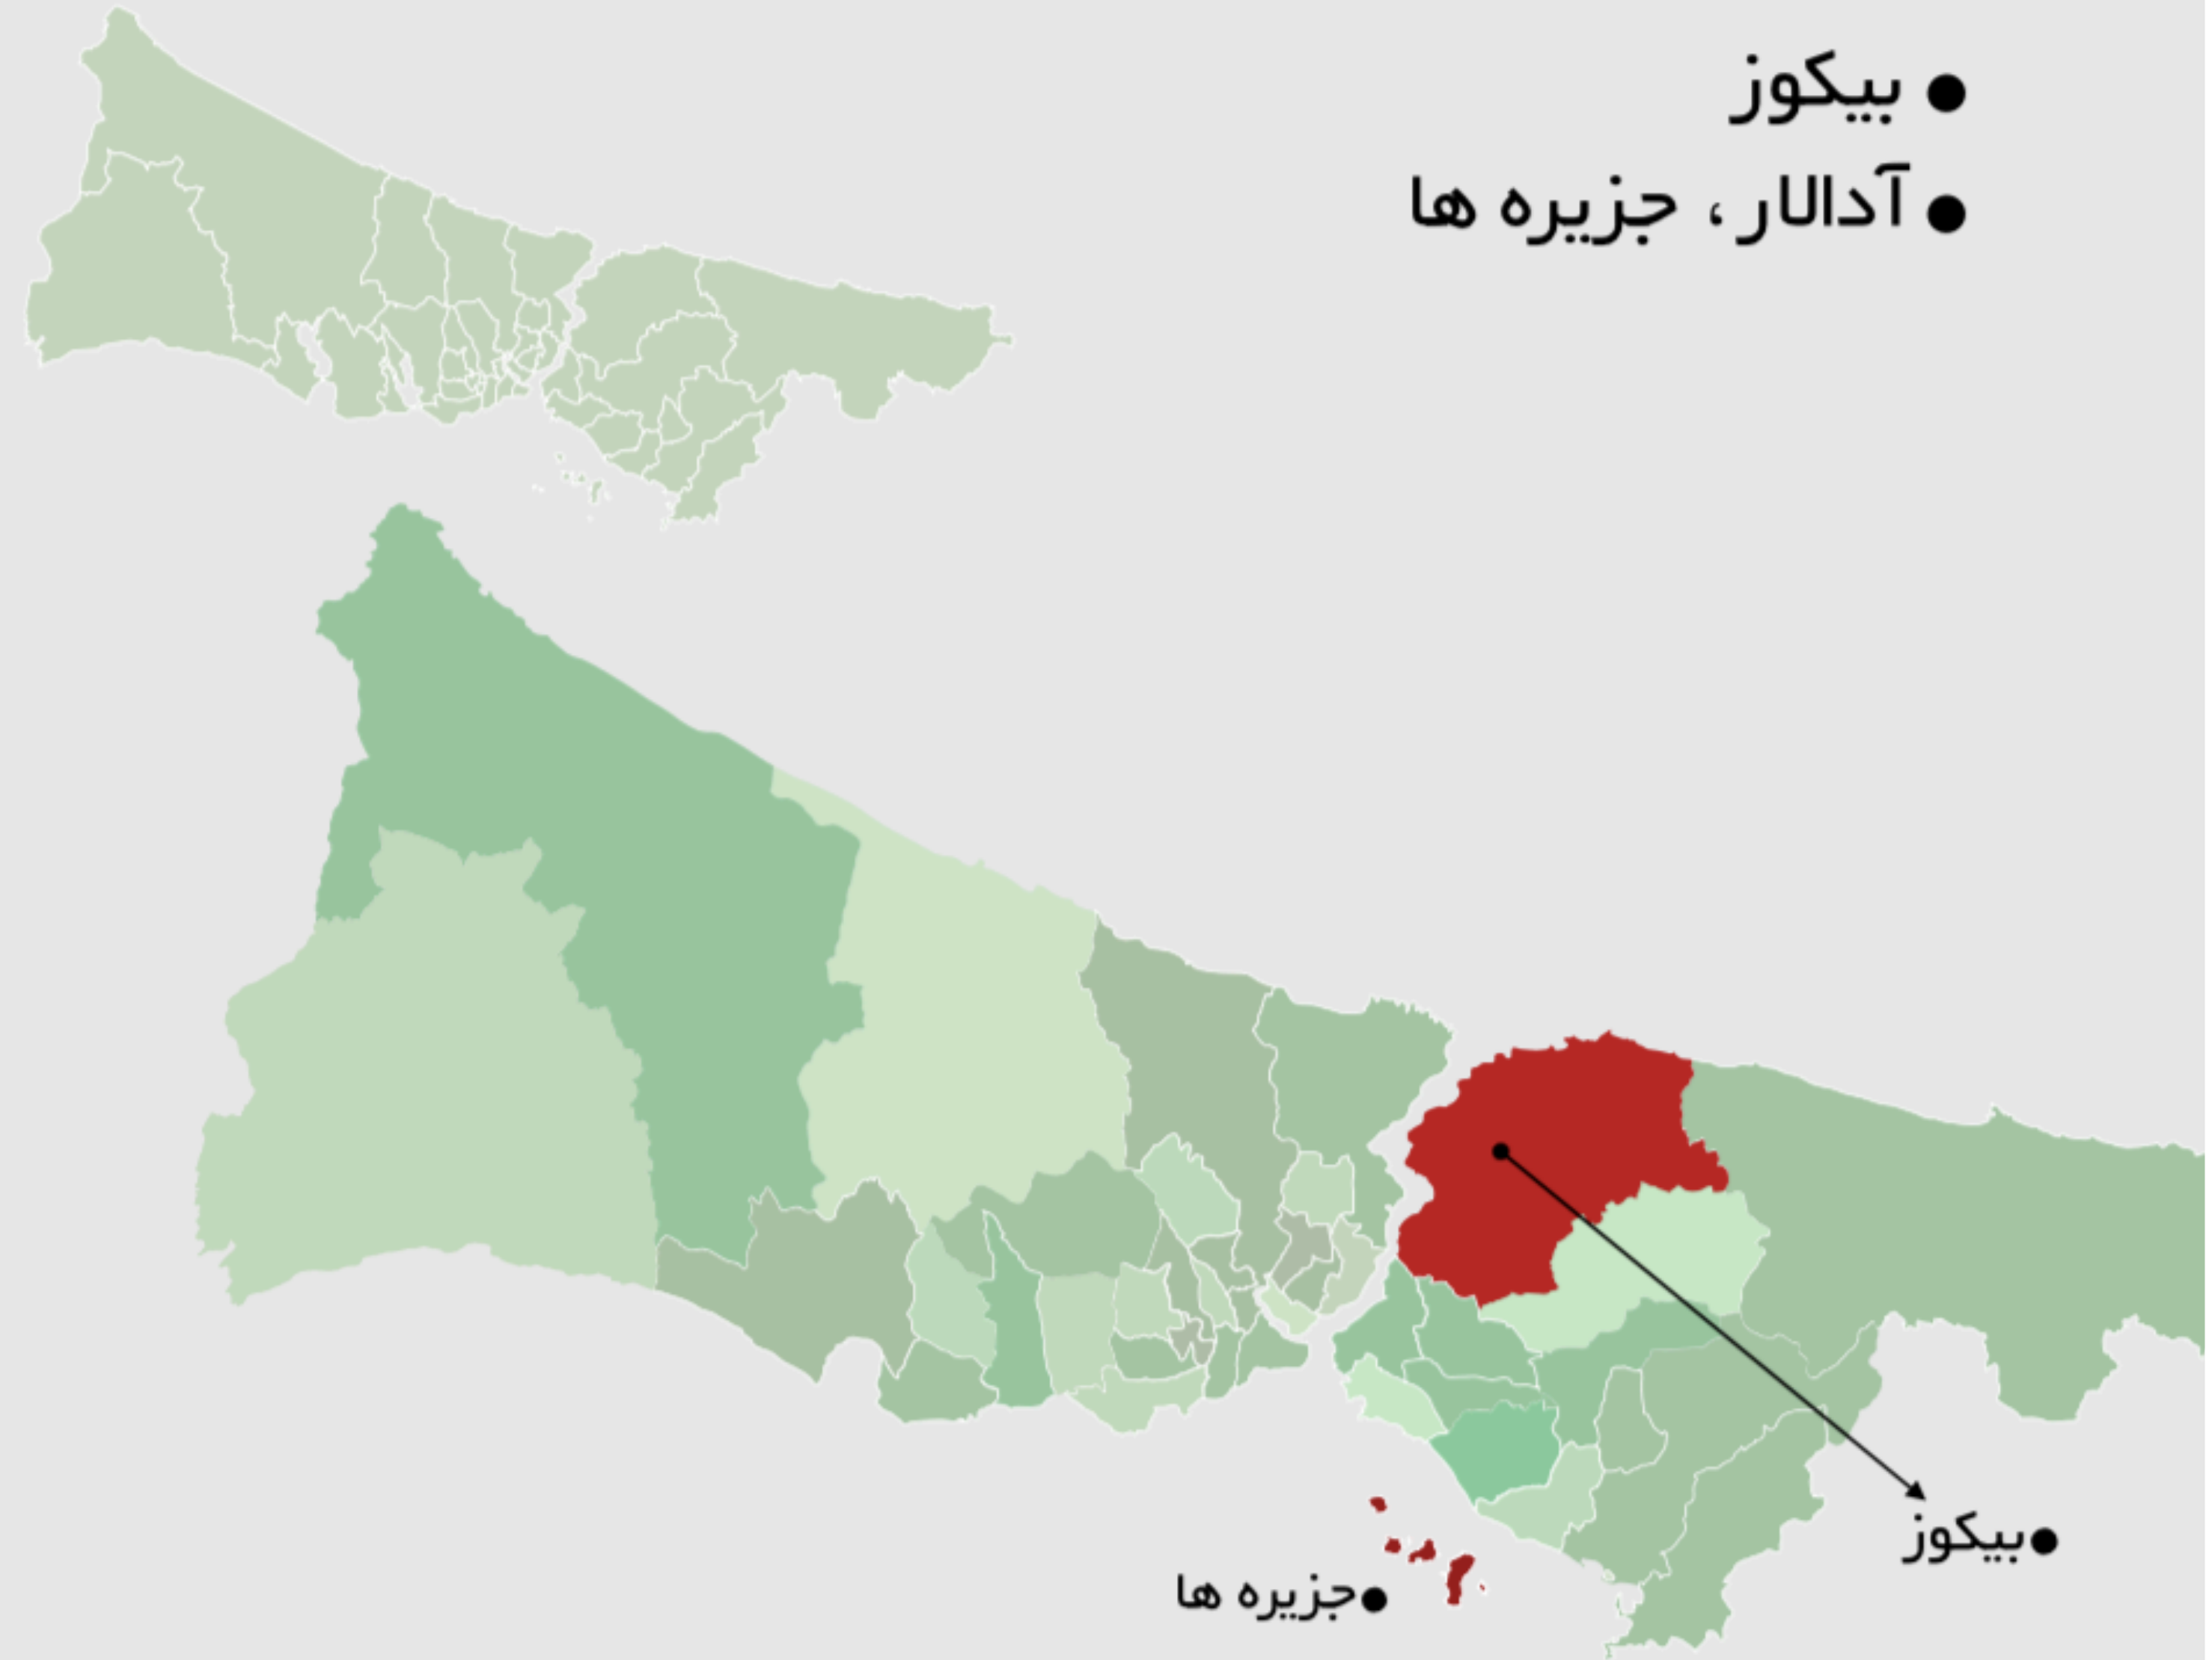 ● بیکوز
● آدالار، جزیره ها
●بیکوز
●جزیره ها